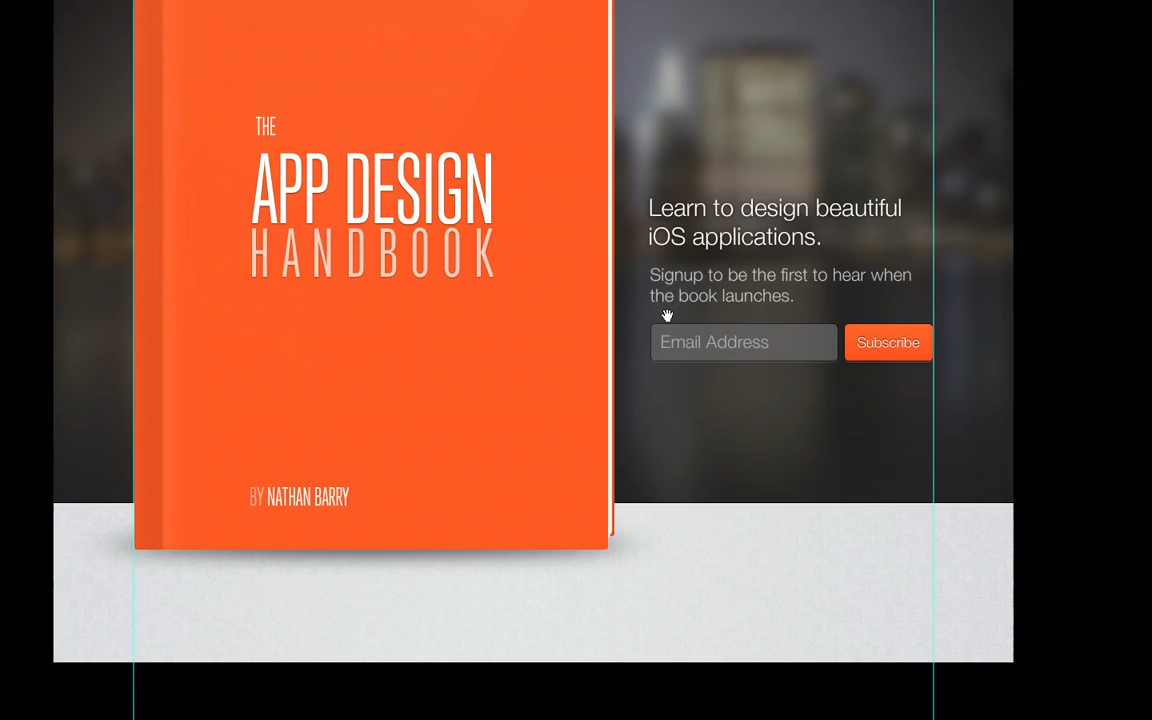 THE
APP DESIGN
HANDBOOK
BY NATHAN BARRY
Learn to design beautiful
iOS applications.
Signup to be the first to hear when
the book launches.
Email Address
Subscribe